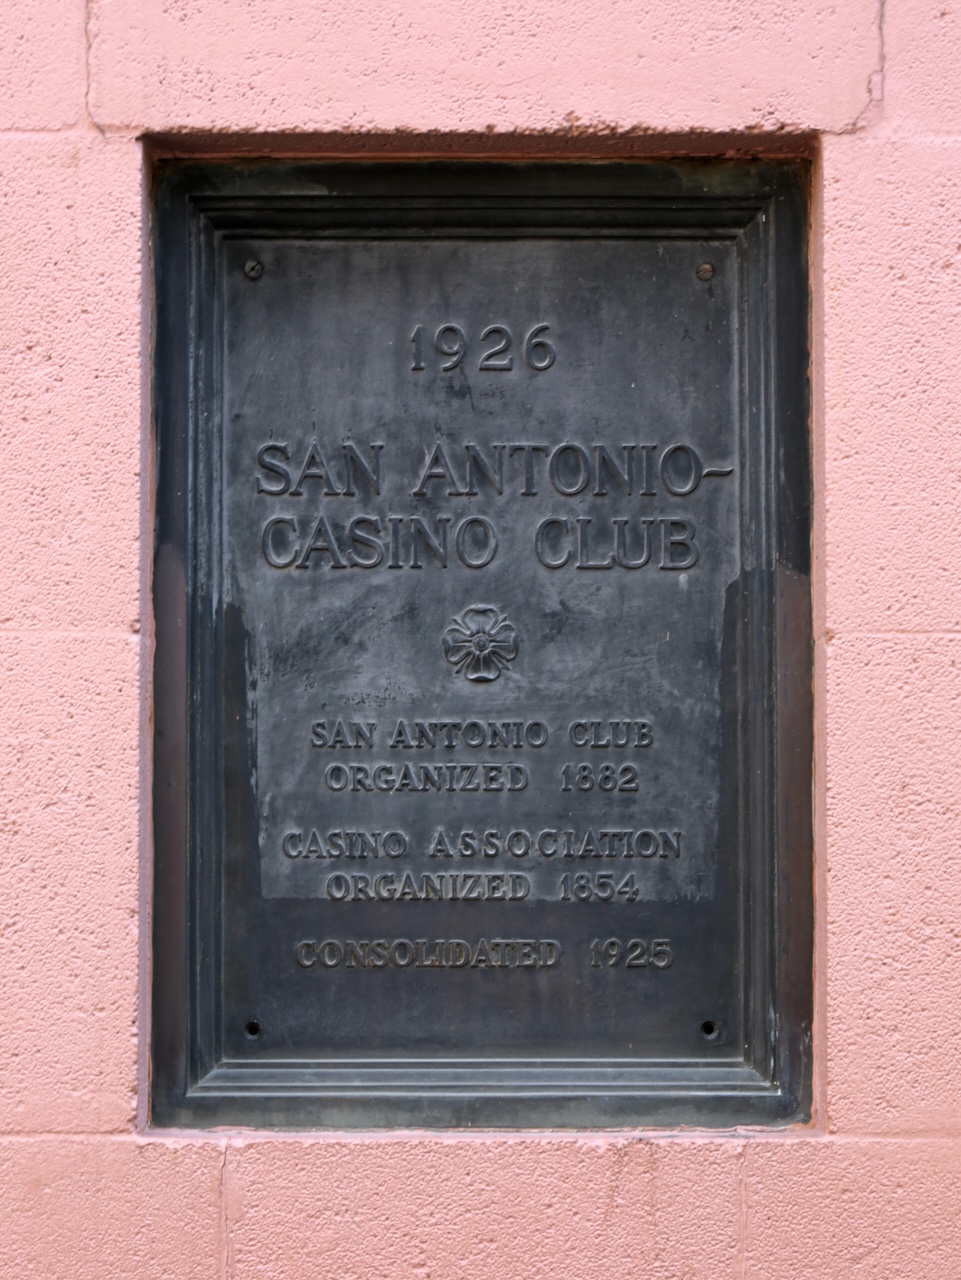 1926
SAN ANTONIO~
CASINO CLUB
SAN ANTONIO CLUB
ORGANIZED 1882
CASINO ASSOCIATION
ORGANIZED 1854
CONSOLIDATED 1925